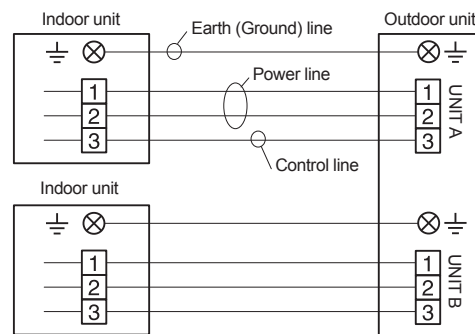 Indoor unit
Outdoor unit
Earth (Ground) line
Power line
1
2
3
1
2
3
UNIT A
Control line
Indoor unit
1
2
3
1
2
3
UNIT B